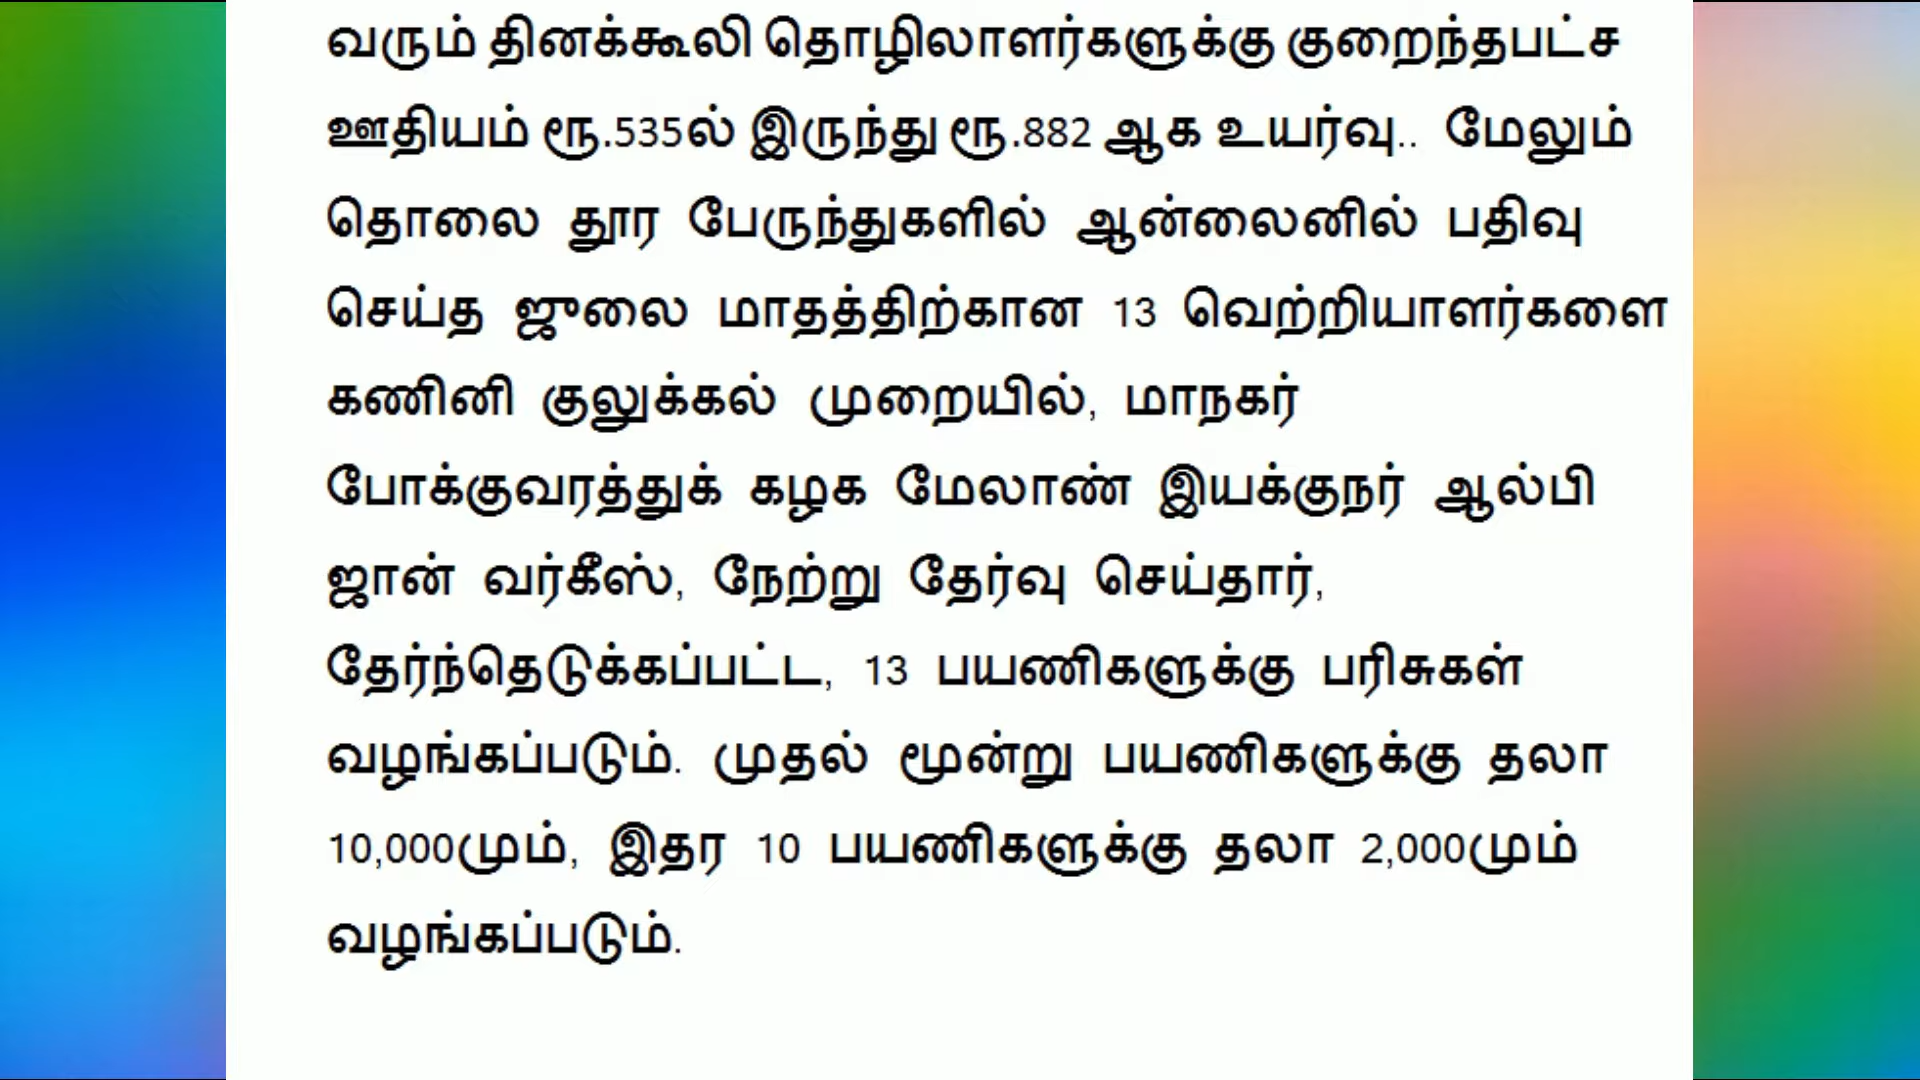 வரும் தினக்கூலி தொழிலாளர்களுக்கு குறைந்தபட்ச
ஊதியம் ரூ.535ல் இருந்து ரூ.882 ஆக உயர்வு.. மேலும்
தொலை தூர பேருந்துகளில் ஆன்லைனில் பதிவு
செய்த ஜுலை மாதத்திற்கான 13 வெற்றியாளர்களை
கணினி குலுக்கல் முறையில், மாநகர்
போக்குவரத்துக் கழக மேலாண் இயக்குநர் ஆல்பி
ஜான் வர்கீஸ், நேற்று தேர்வு செய்தார்,
தேர்ந்தெடுக்கப்பட்ட, 13 பயணிகளுக்கு பரிசுகள்
வழங்கப்படும். முதல் மூன்று பயணிகளுக்கு தலா
10,000மும், இதர 10 பயணிகளுக்கு தலா 2,000மும்
வழங்கப்படும்.